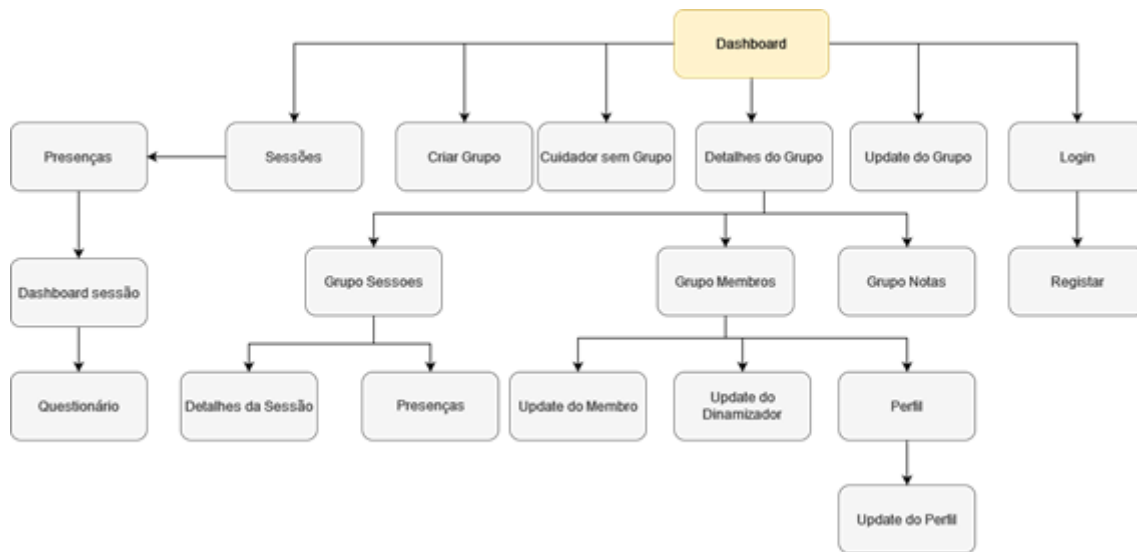 Dashboard
Presenças
Sessões
Criar Grupo
Cuidador sem Grupo
Detalhes do Grupo
Update do Grupo
Login
Dashboard sessão
Grupo Sessoes
Grupo Membros
Grupo Notas
Registar
Questionário
Detalhes da Sessão
Presenças
Update do Membro
Update do
Dinamizador
Perfil
Update do Perfil